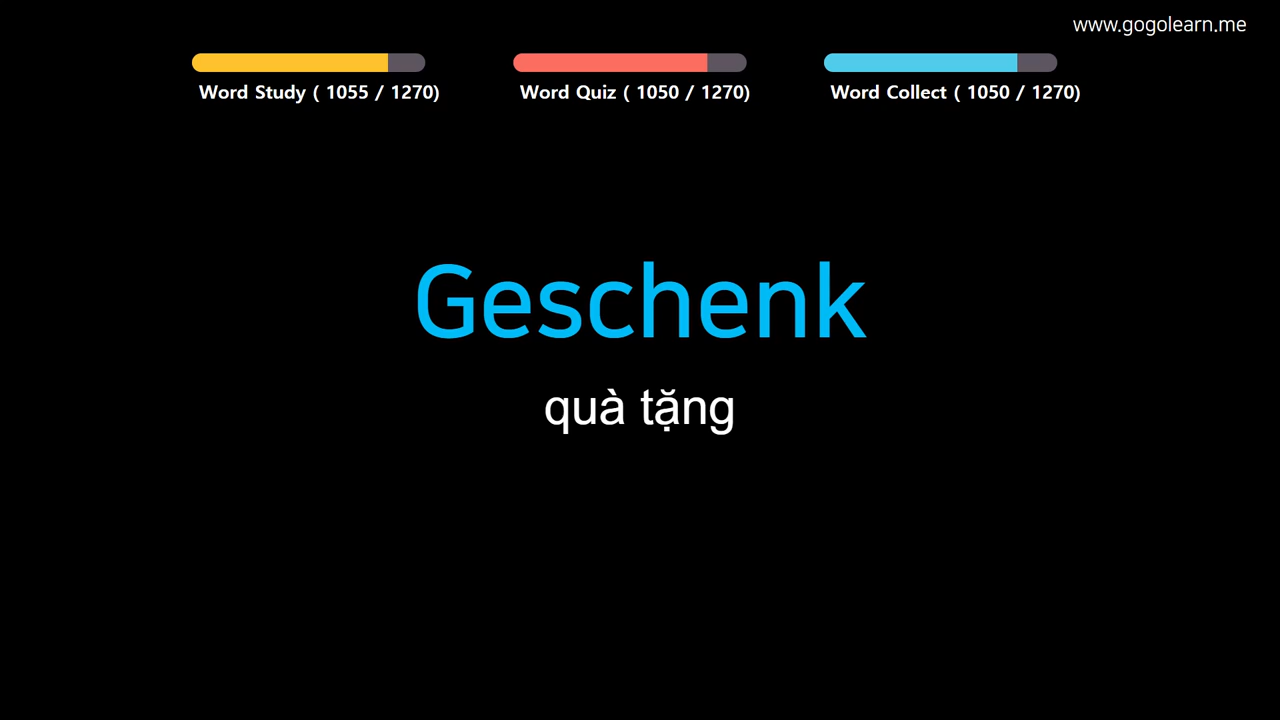 www.gogolearn.me
Word Study ( 1055 / 1270)
Word Quiz ( 1050 / 1270)
Word Collect ( 1050 / 1270)
Geschenk
quà tặng